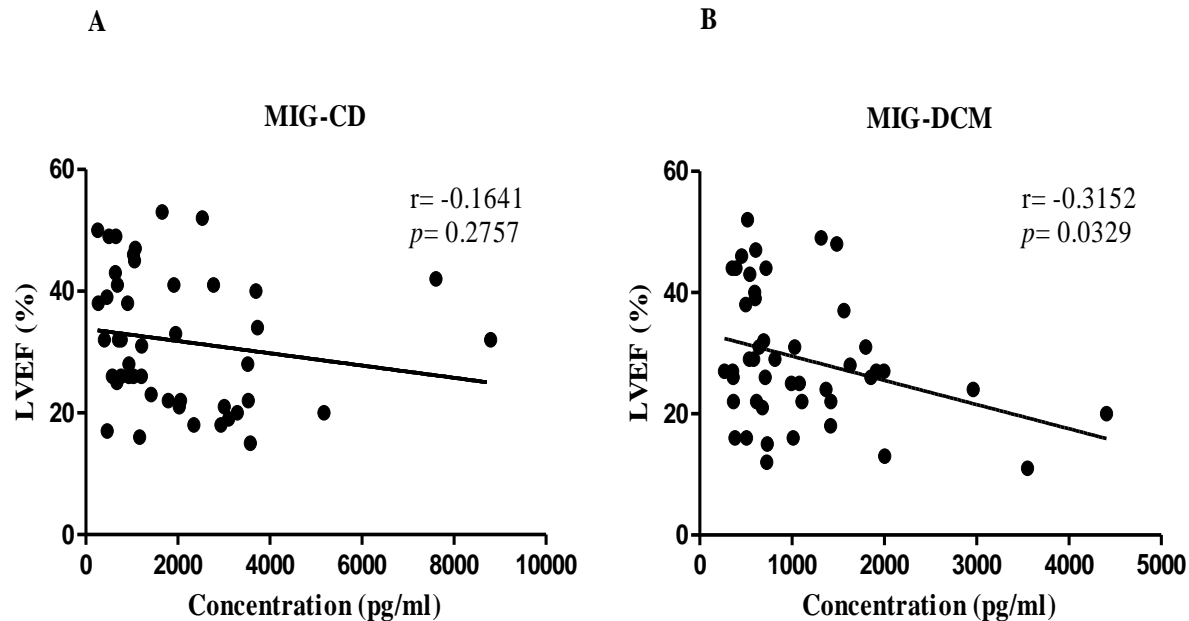 A
B
MIG-CD
MIG-DCM
r= -0.1641
p= 0.2757
r= -0.3152
p= 0.0329
60
40
20
0
LVEF (%)
0 2000 4000 6000 8000 10000
Concentration (pg/ml)
60
40
20
0
LVEF (%)
0 1000 2000 3000 4000 5000
Concentration (pg/ml)